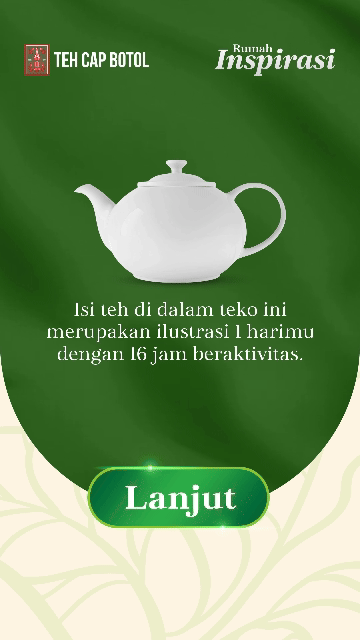 TEH CAP BOTOL
Rumah
Inspirasi
Isi teh di dalam teko ini
merupakan ilustrasi 1 harimu
dengan 16 jam beraktivitas.
Lanjut